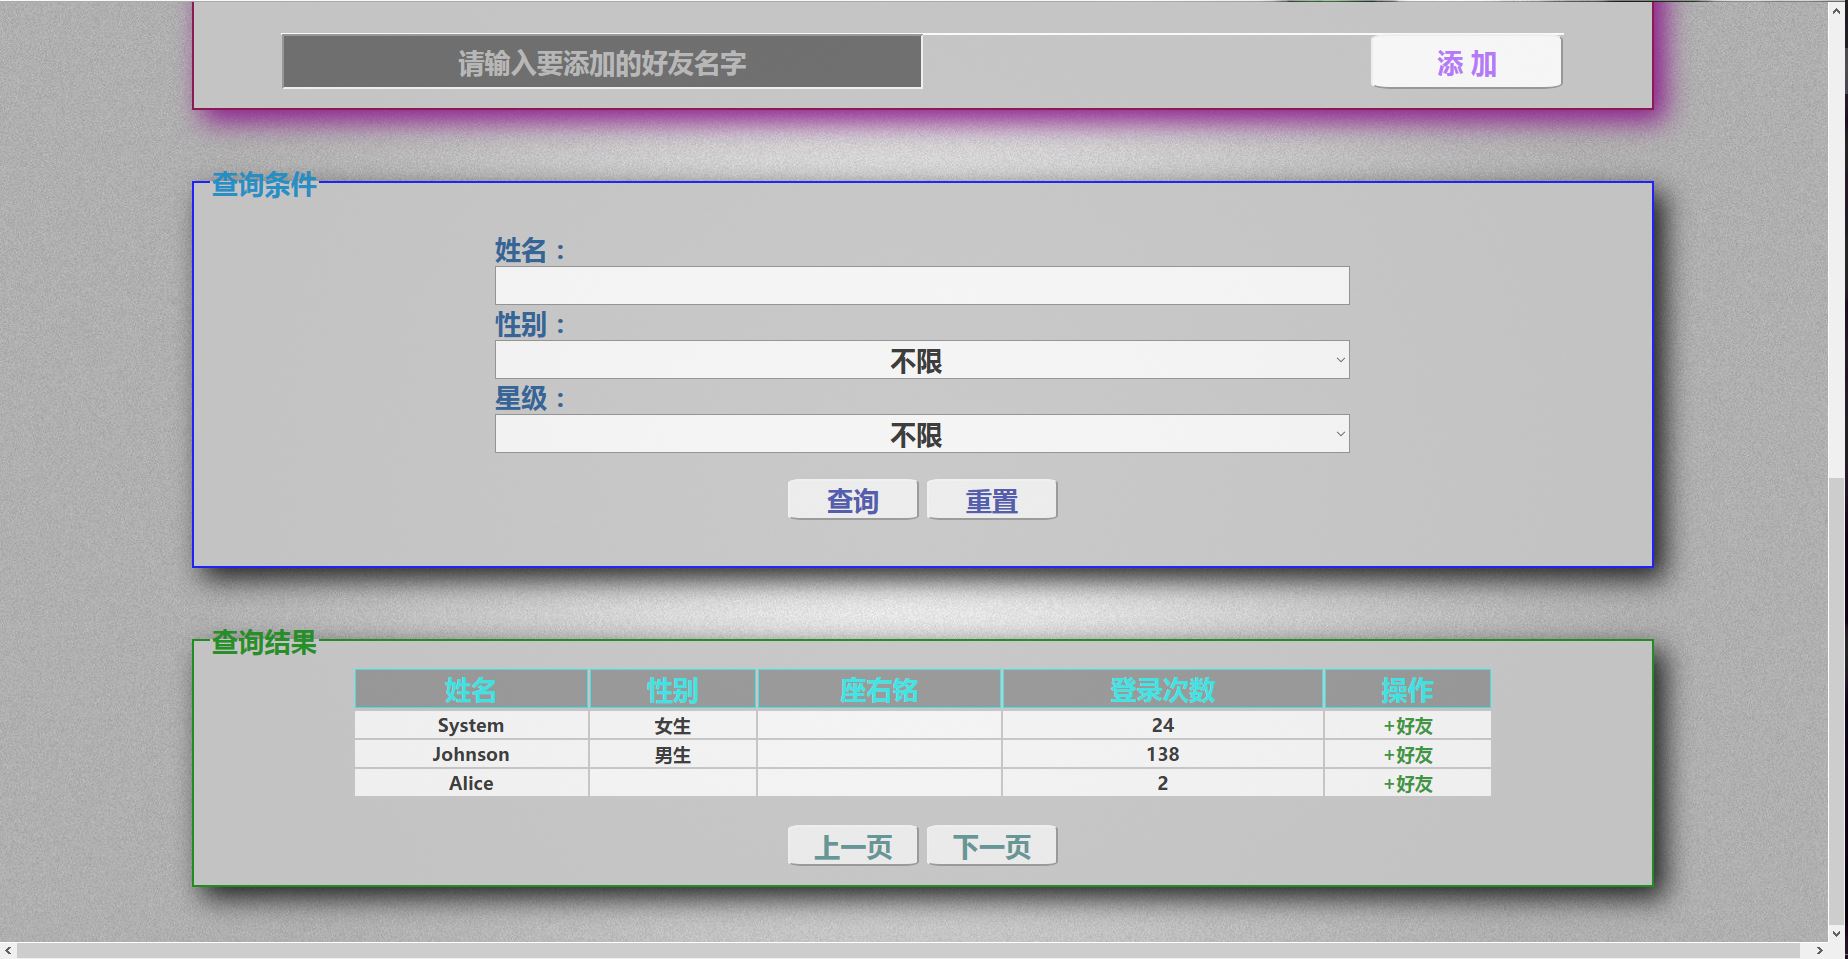 请输入要添加的好友名字 添 加
查询条件
姓名：
性别：
不限
星级：
不限
查询 重置
查询结果
姓名 性别 座右铭 登录次数 操作
System 女生 24 +好友
Johnson 男生 138 +好友
Alice 2 +好友
上一页 下一页